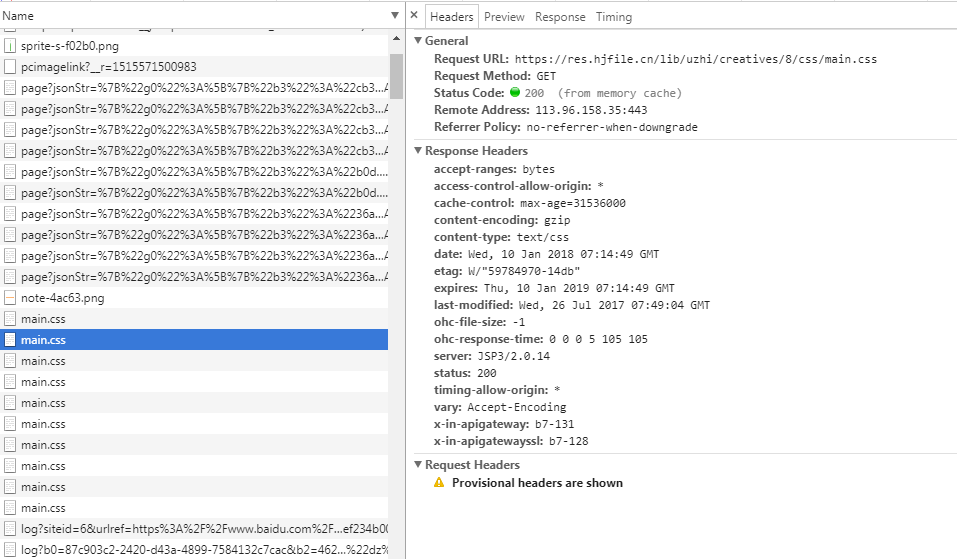 Name
sprite-s-f02b0.png
pcimagelink?__r=1515571500983
page?jsonStr=%7B%22g0%22%3A%5B%7B%22b3%22%3A%22cb3...A
page?jsonStr=%7B%22g0%22%3A%5B%7B%22b3%22%3A%22cb3...A
page?jsonStr=%7B%22g0%22%3A%5B%7B%22b3%22%3A%22cb3...A
page?jsonStr=%7B%22g0%22%3A%5B%7B%22b3%22%3A%22cb3...A
page?jsonStr=%7B%22g0%22%3A%5B%7B%22b3%22%3A%22b0d....
page?jsonStr=%7B%22g0%22%3A%5B%7B%22b3%22%3A%22b0d....
page?jsonStr=%7B%22g0%22%3A%5B%7B%22b3%22%3A%2236a...A
page?jsonStr=%7B%22g0%22%3A%5B%7B%22b3%22%3A%2236a...A
page?jsonStr=%7B%22g0%22%3A%5B%7B%22b3%22%3A%2236a...A
page?jsonStr=%7B%22g0%22%3A%5B%7B%22b3%22%3A%2236a...A
note-4ac63.png
main.css
main.css
main.css
main.css
main.css
main.css
main.css
main.css
main.css
main.css
log?siteid=6&urlref=https%3A%2F%2Fwww.baidu.com%2F...ef234b00
log?b0=87c903c2-2420-d43a-4899-7584132c7cac&b2=462...%22dz%
Headers Preview Response Timing
General
Request URL: https://res.hjfile.cn/lib/uzhi/creatives/8/css/main.css
Request Method: GET
Status Code: 200 (from memory cache)
Remote Address: 113.96.158.35:443
Referrer Policy: no-referrer-when-downgrade
Response Headers
accept-ranges: bytes
access-control-allow-origin: *
cache-control: max-age=31536000
content-encoding: gzip
content-type: text/css
date: Wed, 10 Jan 2018 07:14:49 GMT
etag: W/"59784970-14db"
expires: Thu, 10 Jan 2019 07:14:49 GMT
last-modified: Wed, 26 Jul 2017 07:49:04 GMT
ohc-file-size: -1
ohc-response-time: 0 0 0 5 105 105
server: JSP3/2.0.14
status: 200
timing-allow-origin: *
vary: Accept-Encoding
x-in-apigateway: b7-131
x-in-apigatewayssl: b7-128
Request Headers
Provisional headers are shown